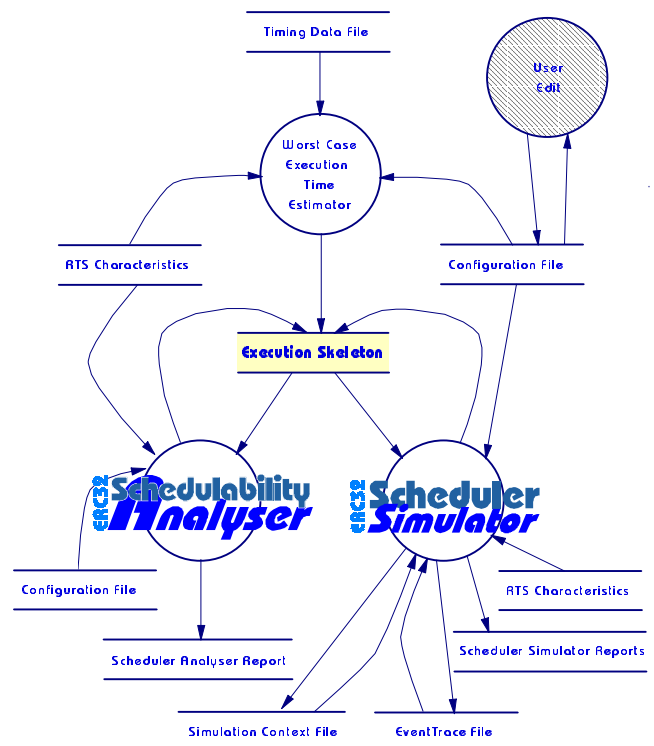 Timing Data File
User
Edit
Worst Case
Execution
Time
Estimator
RTS Characteristics
Configuration File
Execution Skeleton
ERC32
Schedulability
Analyser
ERC32
Scheduler
Simulator
Configuration File
RTS Characteristics
Scheduler Analyser Report
Scheduler Simulator Reports
Simulation Context File
EventTrace File